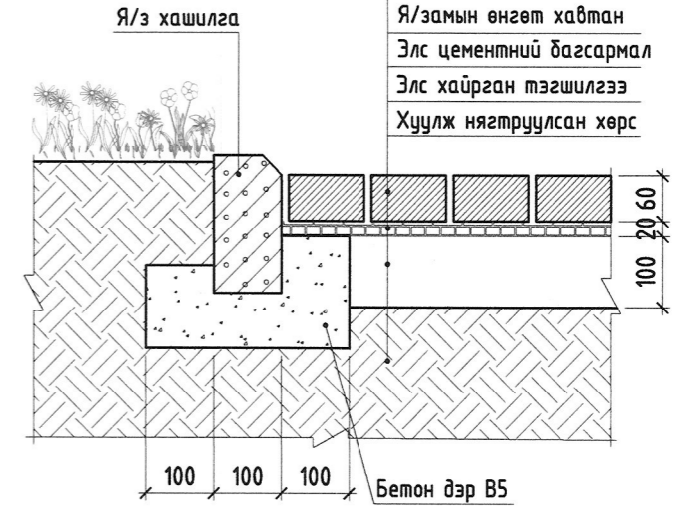 Я/з хашилга
Я/замын өнгөт хавтан
Элс цементний багсармал
Элс хайрган тэгшилгээ
Хуулж нягтруулсан хөрс
60
20
100
100
100
100
Бетон дэр В5